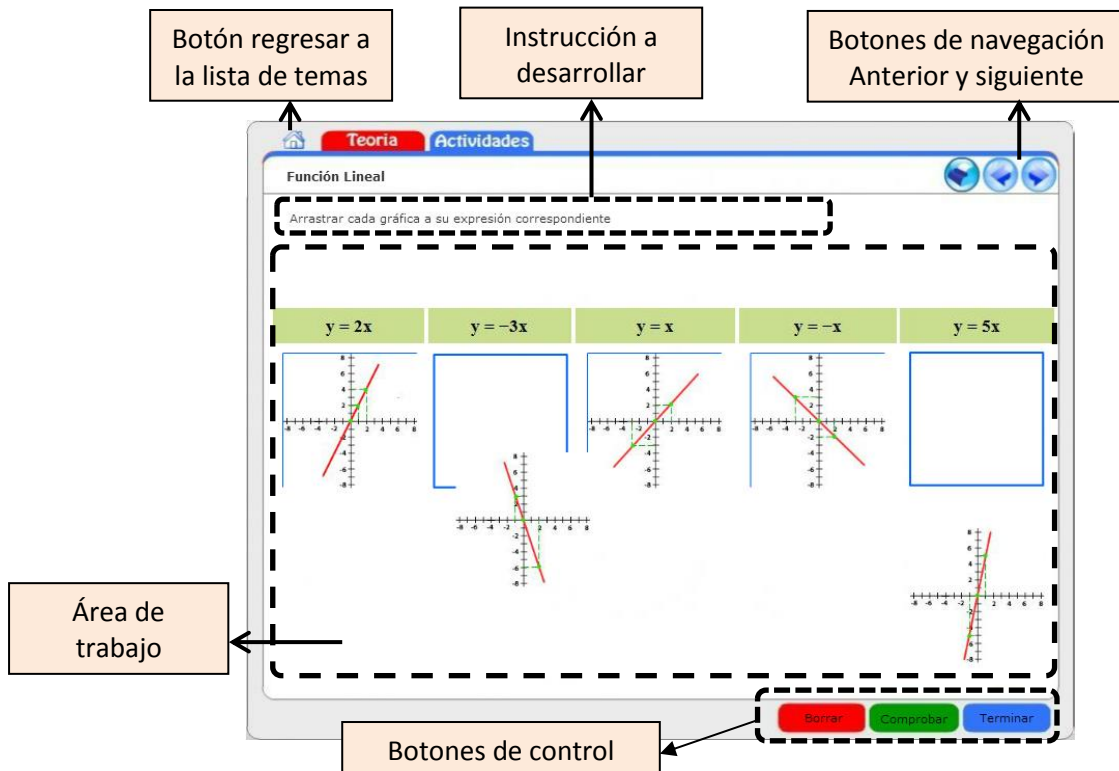 Botón regresar a
la lista de temas
Instrucción a
desarrollar
Botones de navegación
Anterior y siguiente
Teoria
Actividades
Función Lineal
Arrastrar cada gráfica a su expresión correspondiente
y = 2x
y = −3x
y = x
y = −x
y = 5x
Área de
trabajo
Borrar
Comprobar
Terminar
Botones de control